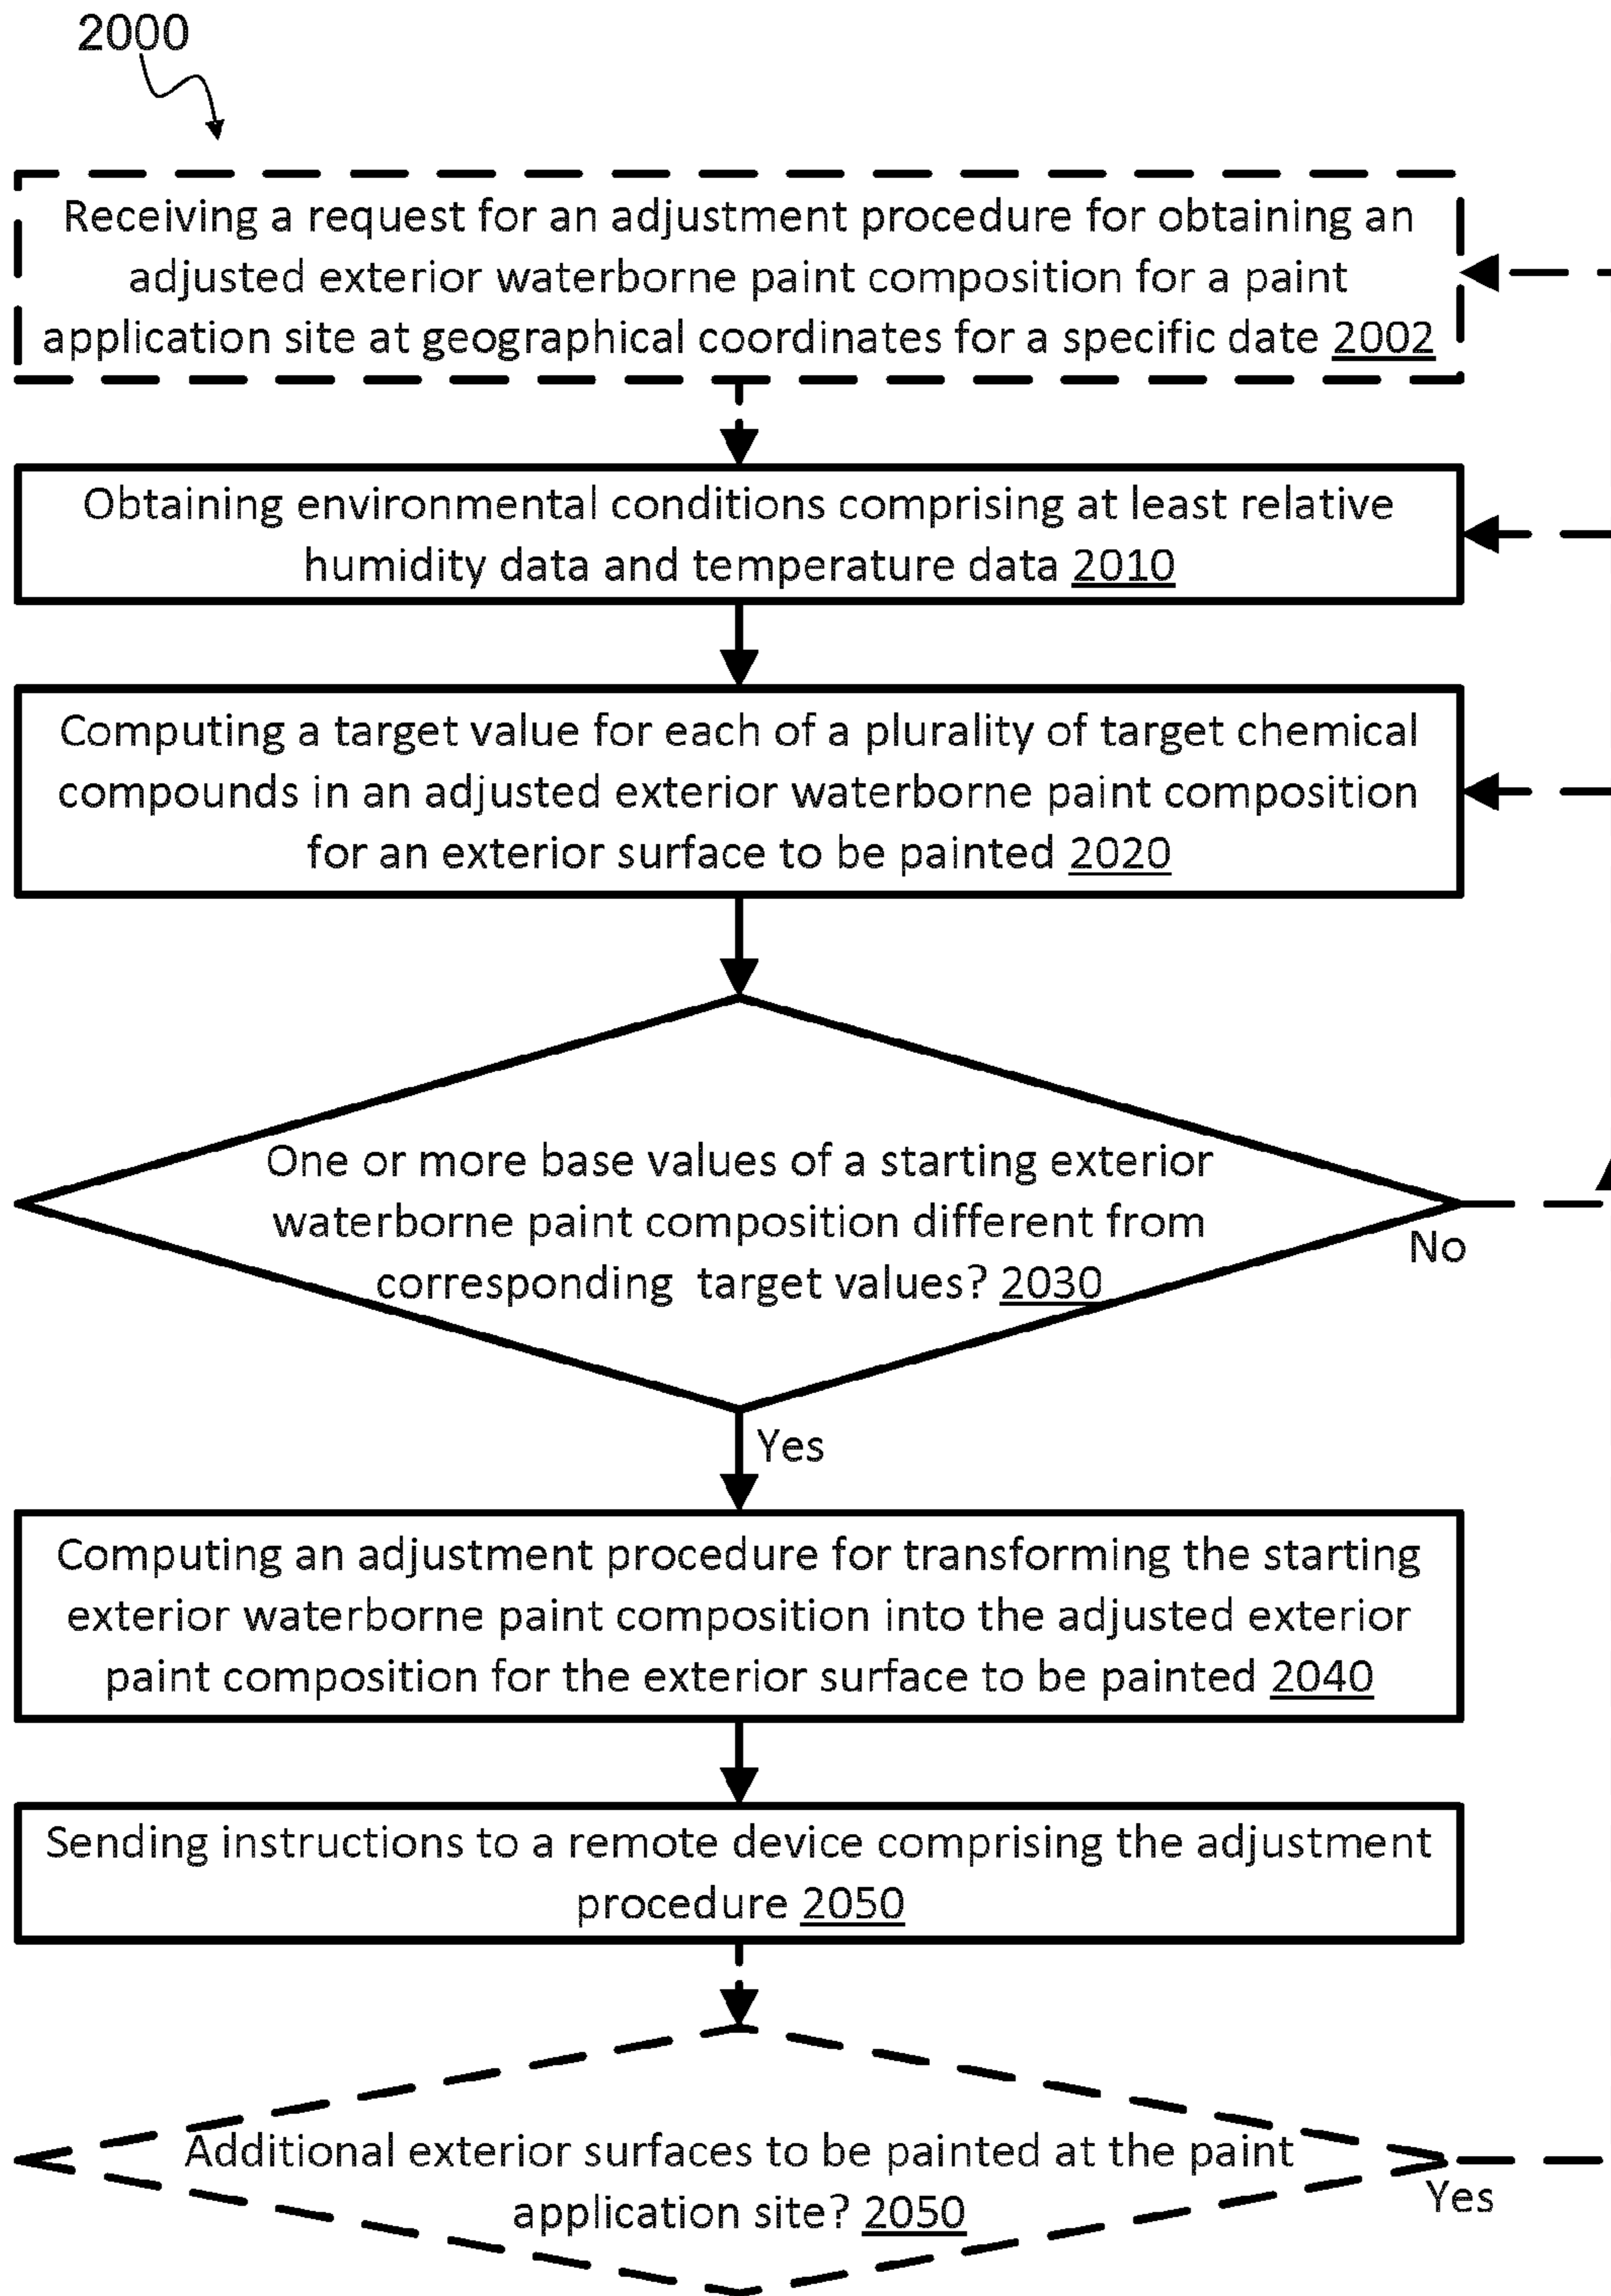 2000
Receiving a request for an adjustment procedure for obtaining an
adjusted exterior waterborne paint composition for a paint
application site at geographical coordinates for a specific date 2002
Obtaining environmental conditions comprising at least relative
humidity data and temperature data 2010
Computing a target value for each of a plurality of target chemical
compounds in an adjusted exterior waterborne paint composition
for an exterior surface to be painted 2020
One or more base values of a starting exterior
waterborne paint composition different from
corresponding target values? 2030
No
Yes
Computing an adjustment procedure for transforming the starting
exterior waterborne paint composition into the adjusted exterior
paint composition for the exterior surface to be painted 2040
Sending instructions to a remote device comprising the adjustment
procedure 2050
Additional exterior surfaces to be painted at the paint
application site? 2050
Yes